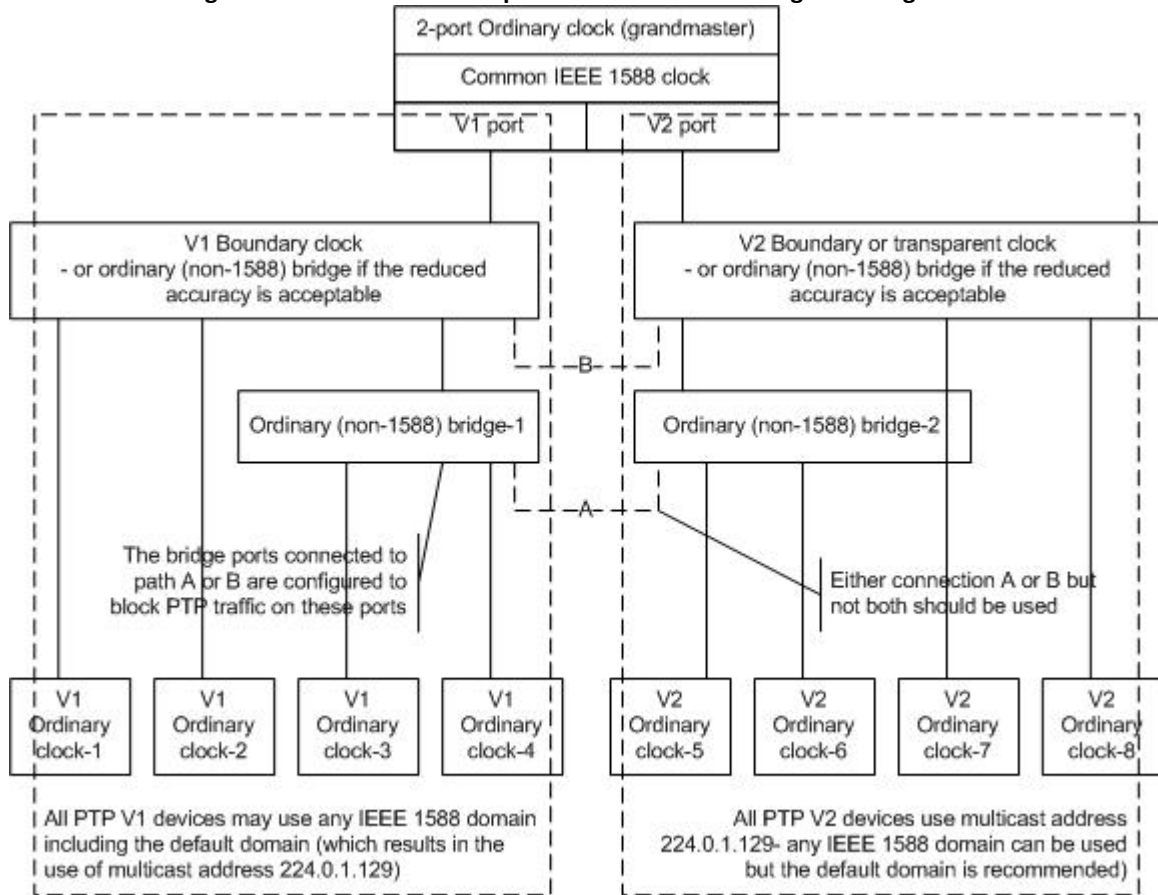 2-port Ordinary clock (grandmaster)
Common IEEE 1588 clock
V1 port
V2 port
V1 Boundary clock
- or ordinary (non-1588) bridge if the reduced
accuracy is acceptable
V2 Boundary or transparent clock
- or ordinary (non-1588) bridge if the reduced
accuracy is acceptable
B
Ordinary (non-1588) bridge-1
Ordinary (non-1588) bridge-2
A
The bridge ports connected to
path A or B are configured to
block PTP traffic on these ports
Either connection A or B but
not both should be used
V1
Ordinary
clock-1
V1
Ordinary
clock-2
V1
Ordinary
clock-3
V1
Ordinary
clock-4
V2
Ordinary
clock-5
V2
Ordinary
clock-6
V2
Ordinary
clock-7
V2
Ordinary
clock-8
All PTP V1 devices may use any IEEE 1588 domain
including the default domain (which results in the
use of multicast address 224.0.1.129)
All PTP V2 devices use multicast address
224.0.1.129- any IEEE 1588 domain can be used
but the default domain is recommended)